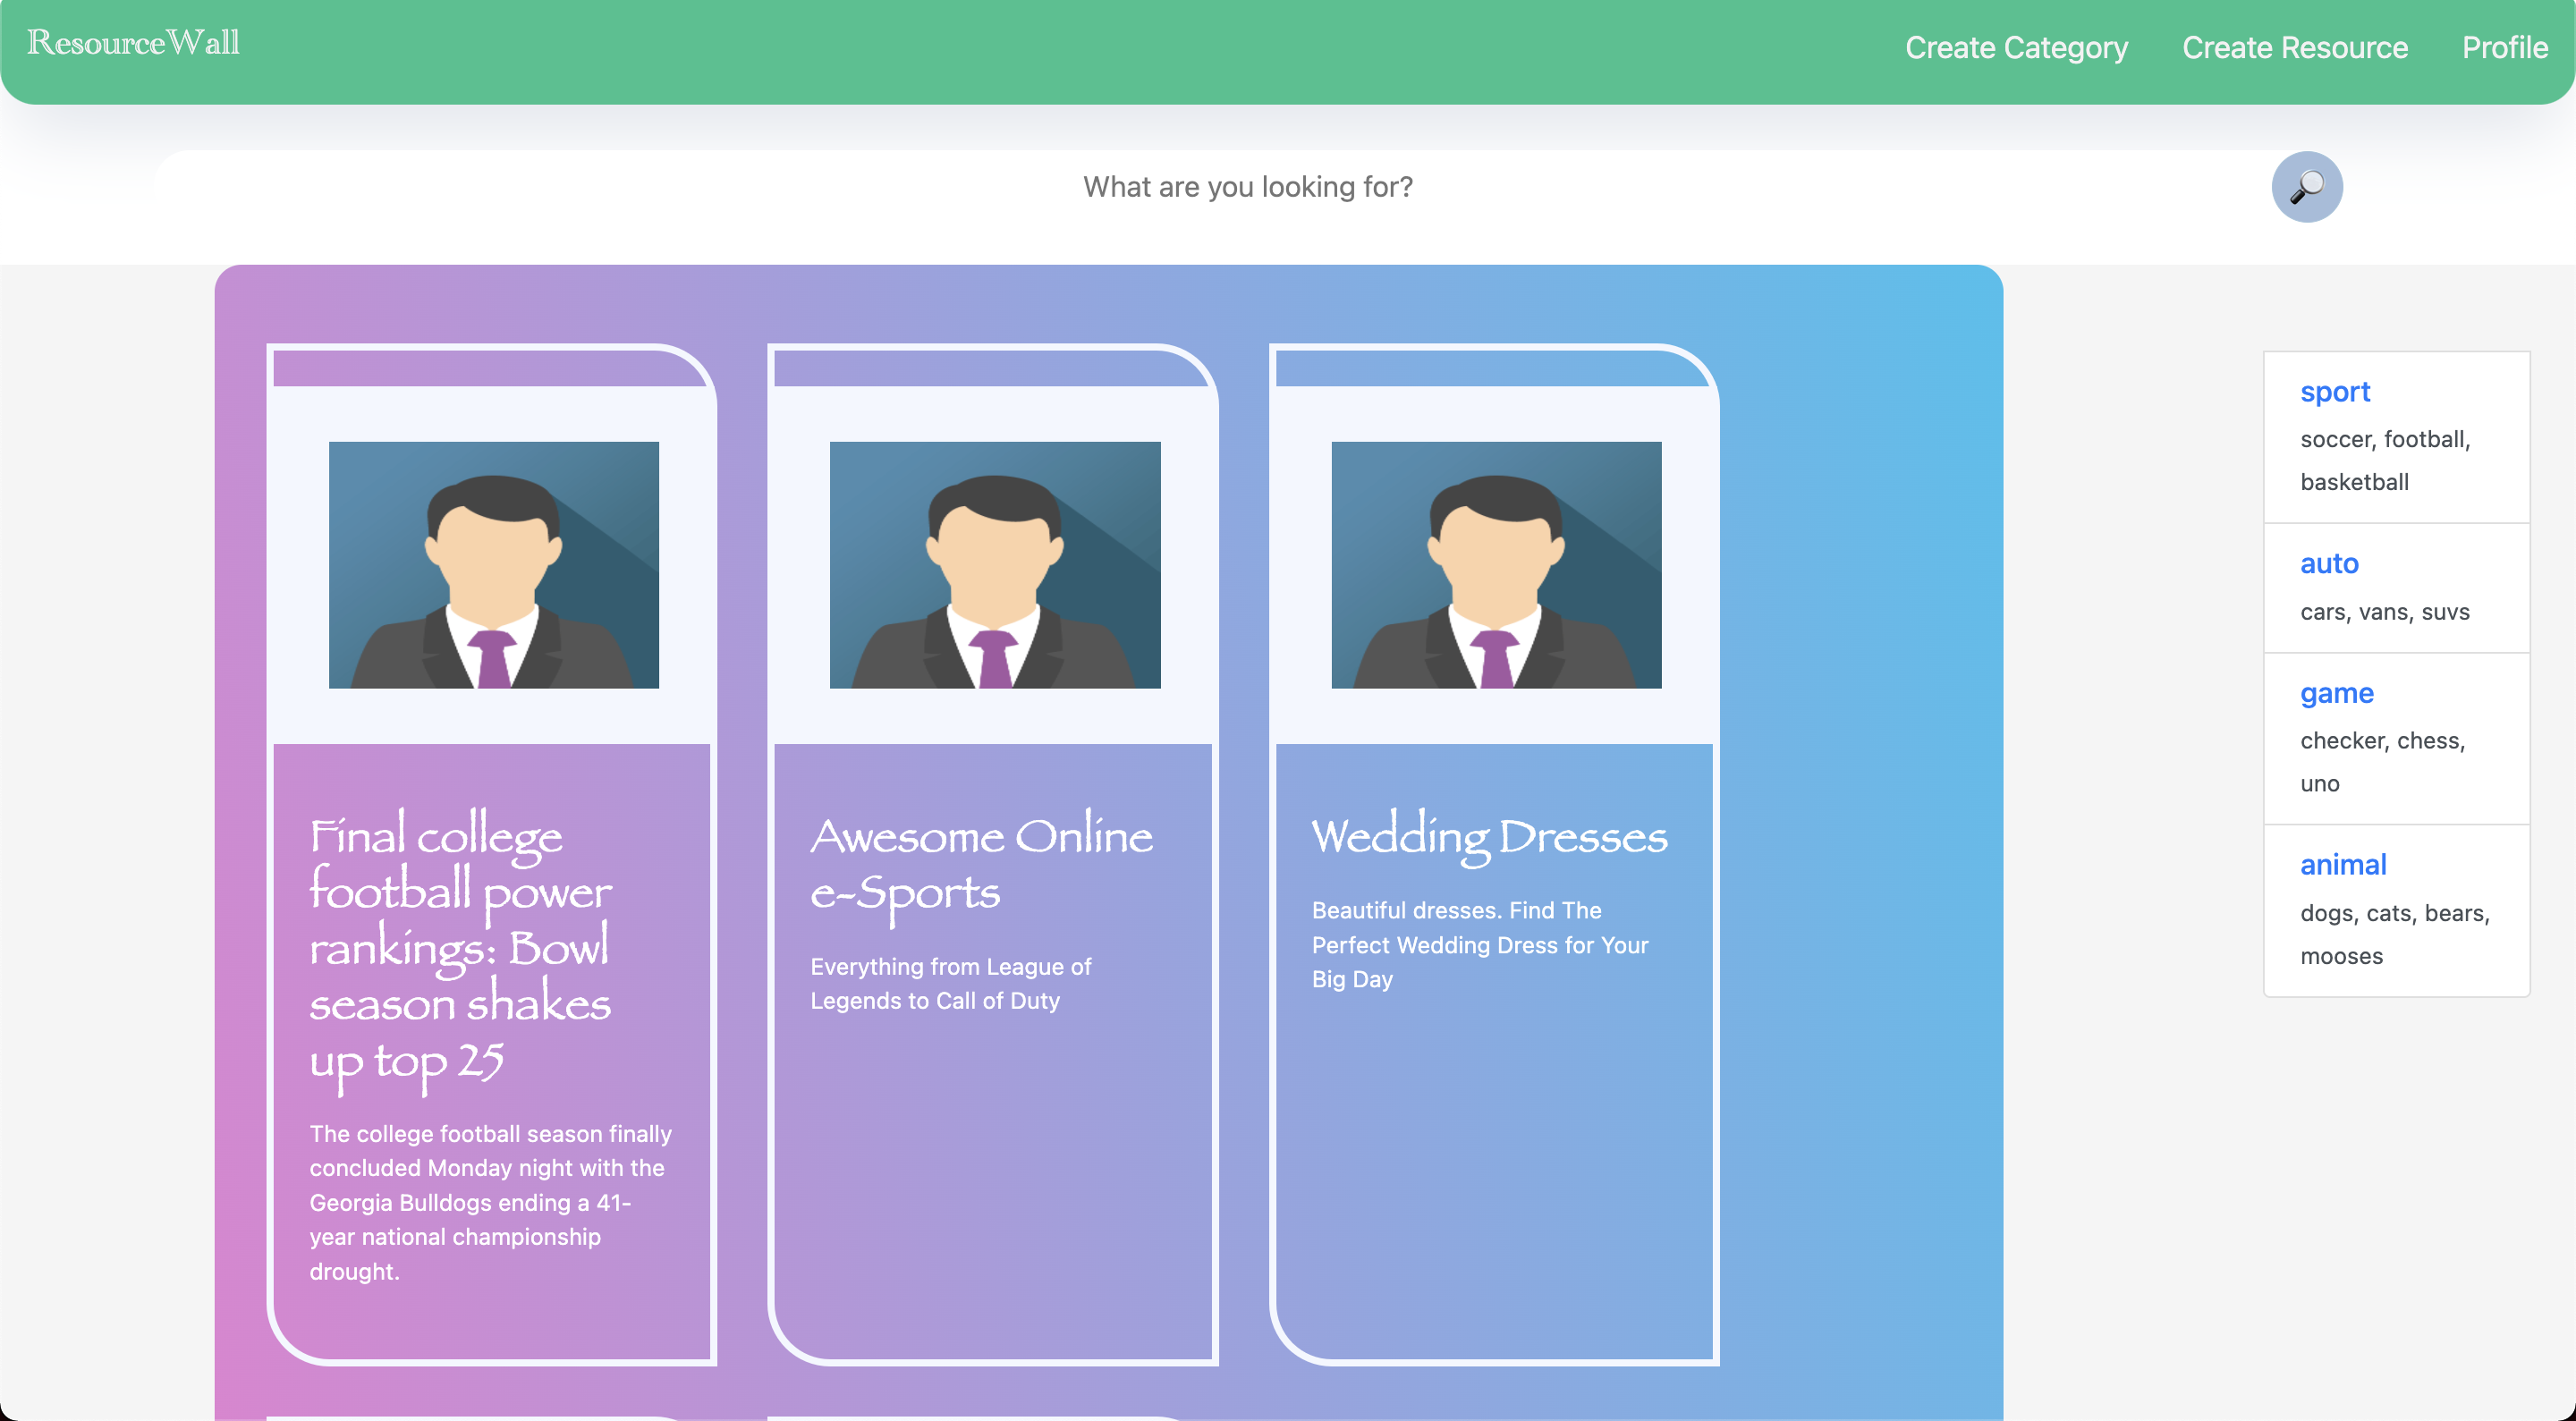 ResourceWall
Create Category
Create Resource
Profile
What are you looking for?
Final college
football power
rankings: Bowl
season shakes
up top 25
The college football season finally
concluded Monday night with the
Georgia Bulldogs ending a 41-
year national championship
drought.
Awesome Online
e-Sports
Everything from League of
Legends to Call of Duty
Wedding Dresses
Beautiful dresses. Find The
Perfect Wedding Dress for Your
Big Day
sport
soccer, football,
basketball
auto
cars, vans, suvs
game
checker, chess,
uno
animal
dogs, cats, bears,
mooses